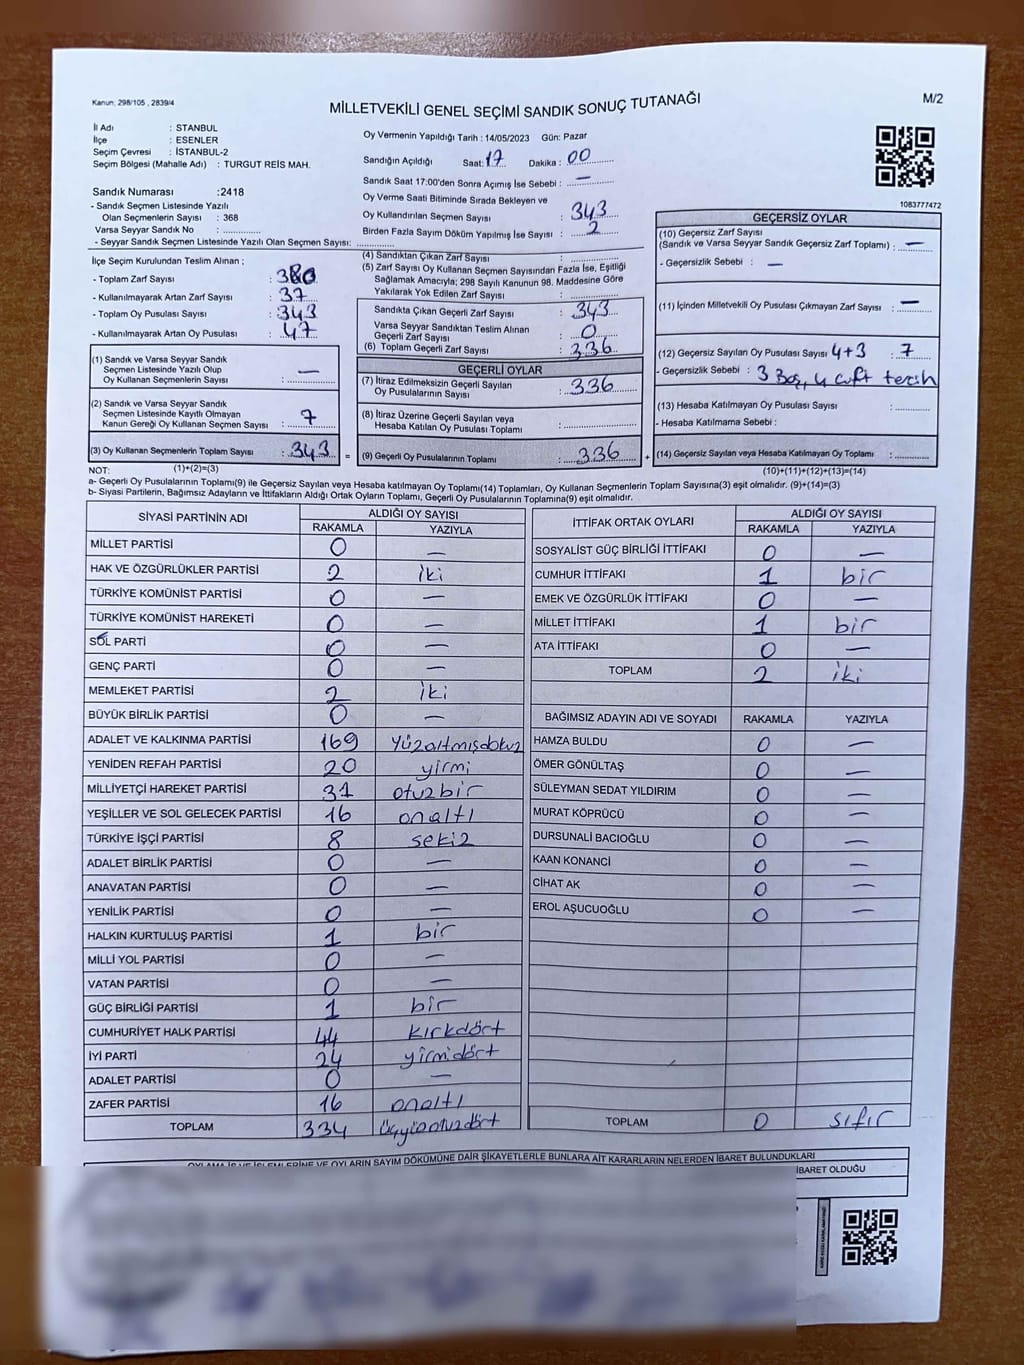 Kanun; 298/105 , 2839/4
MİLLETVEKİLİ GENEL SEÇİMİ SANDIK SONUÇ TUTANAĞI
M/2
İl Adı : STANBUL
İlçe : ESENLER
Seçim Çevresi : İSTANBUL-2
Seçim Bölgesi (Mahalle Adı) : TURGUT REİS MAH.
Sandık Numarası :2418
- Sandık Seçmen Listesinde Yazılı
Olan Seçmenlerin Sayısı : 368
Varsa Seyyar Sandık No :
- Seyyar Sandık Seçmen Listesinde Yazılı Olan Seçmen Sayısı:
Oy Vermenin Yapıldığı Tarih : 14/05/2023 Gün: Pazar
Sandığın Açıldığı Saat: 17 Dakika : 00
Sandık Saat 17:00'den Sonra Açımış İse Sebebi : —
Oy Verme Saati Bitiminde Sırada Bekleyen ve
Oy Kullandırılan Seçmen Sayısı : 343
Birden Fazla Sayım Döküm Yapılmış İse Sayısı : 2
1083777472
İlçe Seçim Kurulundan Teslim Alınan ;
- Toplam Zarf Sayısı : 380
- Kullanılmayarak Artan Zarf Sayısı : 37
- Toplam Oy Pusulası Sayısı : 343
- Kullanılmayarak Artan Oy Pusulası : 47
(1) Sandık ve Varsa Seyyar Sandık
Seçmen Listesinde Yazılı Olup
Oy Kullanan Seçmenlerin Sayısı : —
(2) Sandık ve Varsa Seyyar Sandık
Seçmen Listesinde Kayıtlı Olmayan
Kanun Gereği Oy Kullanan Seçmen Sayısı : 7
(3) Oy Kullanan Seçmenlerin Toplam Sayısı : 343
(4) Sandıktan Çıkan Zarf Sayısı :
(5) Zarf Sayısı Oy Kullanan Seçmen Sayısından Fazla İse, Eşitliği
Sağlamak Amacıyla; 298 Sayılı Kanunun 98. Maddesine Göre
Yakılarak Yok Edilen Zarf Sayısı :
Sandıkta Çıkan Geçerli Zarf Sayısı : 343
Varsa Seyyar Sandıktan Teslim Alınan
Geçerli Zarf Sayısı : 0
(6) Toplam Geçerli Zarf Sayısı : 336
GEÇERLİ OYLAR
(7) İtiraz Edilmeksizin Geçerli Sayılan
Oy Pusulalarının Sayısı : 336
(8) İtiraz Üzerine Geçerli Sayılan veya
Hesaba Katılan Oy Pusulası Toplamı :
= (9) Geçerli Oy Pusulalarının Toplamı : 336
GEÇERSİZ OYLAR
(10) Geçersiz Zarf Sayısı
(Sandık ve Varsa Seyyar Sandık Geçersiz Zarf Toplamı) : —
- Geçersizlik Sebebi : —
(11) İçinden Milletvekili Oy Pusulası Çıkmayan Zarf Sayısı : —
(12) Geçersiz Sayılan Oy Pusulası Sayısı 4+3 : 7
- Geçersizlik Sebebi : 3 Boş, 4 çift tercih
(13) Hesaba Katılmayan Oy Pusulası Sayısı :
- Hesaba Katılmama Sebebi :
+ (14) Geçersiz Sayılan veya Hesaba Katılmayan Oy Toplamı :
NOT: (1)+(2)=(3)
(10)+(11)+(12)+(13)=(14)
a- Geçerli Oy Pusulalarının Toplamı(9) ile Geçersiz Sayılan veya Hesaba Katılmayan Oy Toplamı(14) Toplamları, Oy Kullanan Seçmenlerin Toplam Sayısına(3) eşit olmalıdır. (9)+(14)=(3)
b- Siyasi Partilerin, Bağımsız Adayların ve İttifakların Aldığı Ortak Oyların Toplamı, Geçerli Oy Pusulalarının Toplamına(9) eşit olmalıdır.
SİYASİ PARTİNİN ADI ALDIĞI OY SAYISI
RAKAMLA YAZIYLA
MİLLET PARTİSİ 0 —
HAK VE ÖZGÜRLÜKLER PARTİSİ 2 iki
TÜRKİYE KOMÜNİST PARTİSİ 0 —
TÜRKİYE KOMÜNİST HAREKETİ 0 —
SOL PARTİ 0 —
GENÇ PARTİ 0 —
MEMLEKET PARTİSİ 2 iki
BÜYÜK BİRLİK PARTİSİ 0 —
ADALET VE KALKINMA PARTİSİ 169 yüzaltmışdokuz
YENİDEN REFAH PARTİSİ 20 yirmi
MİLLİYETÇİ HAREKET PARTİSİ 31 otuzbir
YEŞİLLER VE SOL GELECEK PARTİSİ 16 onaltı
TÜRKİYE İŞÇİ PARTİSİ 8 sekiz
ADALET BİRLİK PARTİSİ 0 —
ANAVATAN PARTİSİ 0 —
YENİLİK PARTİSİ 0 —
HALKIN KURTULUŞ PARTİSİ 1 bir
MİLLİ YOL PARTİSİ 0 —
VATAN PARTİSİ 0 —
GÜÇ BİRLİĞİ PARTİSİ 1 bir
CUMHURİYET HALK PARTİSİ 44 kırkdört
İYİ PARTİ 24 yirmidört
ADALET PARTİSİ 0 —
ZAFER PARTİSİ 16 onaltı
TOPLAM 334 üçyüzotuzdört
İTTİFAK ORTAK OYLARI ALDIĞI OY SAYISI
RAKAMLA YAZIYLA
SOSYALİST GÜÇ BİRLİĞİ İTTİFAKI 0 —
CUMHUR İTTİFAKI 1 bir
EMEK VE ÖZGÜRLÜK İTTİFAKI 0 —
MİLLET İTTİFAKI 1 bir
ATA İTTİFAKI 0 —
TOPLAM 2 iki
BAĞIMSIZ ADAYIN ADI VE SOYADI RAKAMLA YAZIYLA
HAMZA BULDU 0 —
ÖMER GÖNÜLTAŞ 0 —
SÜLEYMAN SEDAT YILDIRIM 0 —
MURAT KÖPRÜCÜ 0 —
DURSUNALİ BACIOĞLU 0 —
KAAN KONANCİ 0 —
CİHAT AK 0 —
EROL AŞUCUOĞLU 0 —
TOPLAM 0 sıfır
OYLAMA İŞ VE İŞLEMLERİNE VE OYLARIN SAYIM DÖKÜMÜNE DAİR ŞİKAYETLERLE BUNLARA AİT KARARLARIN NELERDEN İBARET BULUNDUKLARI
İBARET OLDUĞU